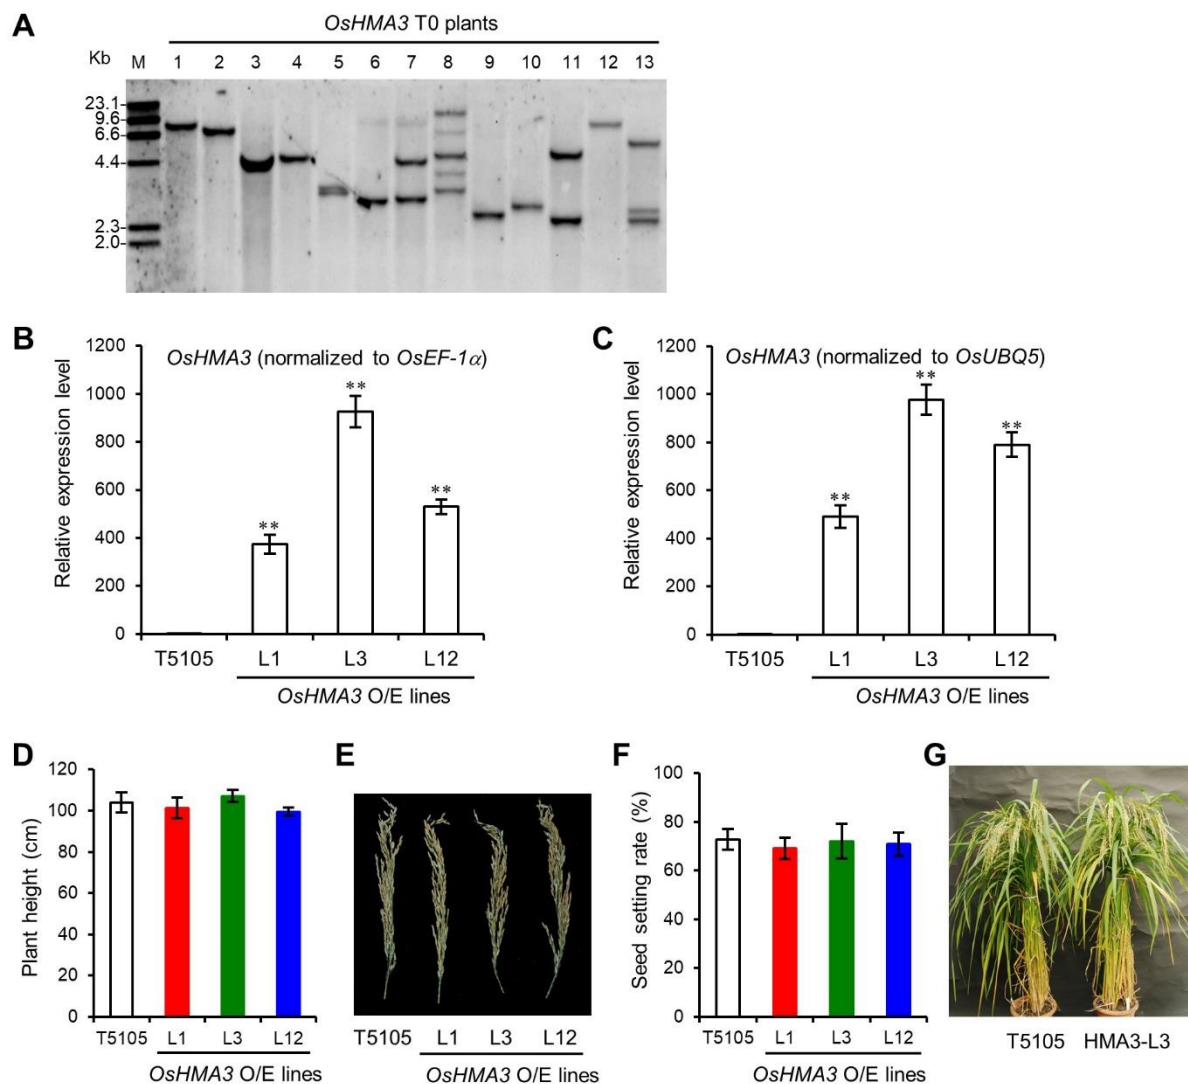 A
OsHMA3 T0 plants
Kb M 1 2 3 4 5 6 7 8 9 10 11 12 13
23.1
9.6
6.6
4.4
2.3
2.0
B
OsHMA3 (normalized to OsEF-1α)
Relative expression level
1200
1000
800
600
400
200
0
** ** **
T5105 L1 L3 L12
OsHMA3 O/E lines
C
OsHMA3 (normalized to OsUBQ5)
Relative expression level
1200
1000
800
600
400
200
0
** ** **
T5105 L1 L3 L12
OsHMA3 O/E lines
D
Plant height (cm)
120
100
80
60
40
20
0
T5105 L1 L3 L12
OsHMA3 O/E lines
E
T5105 L1 L3 L12
OsHMA3 O/E lines
F
Seed setting rate (%)
100
80
60
40
20
0
T5105 L1 L3 L12
OsHMA3 O/E lines
G
T5105 HMA3-L3